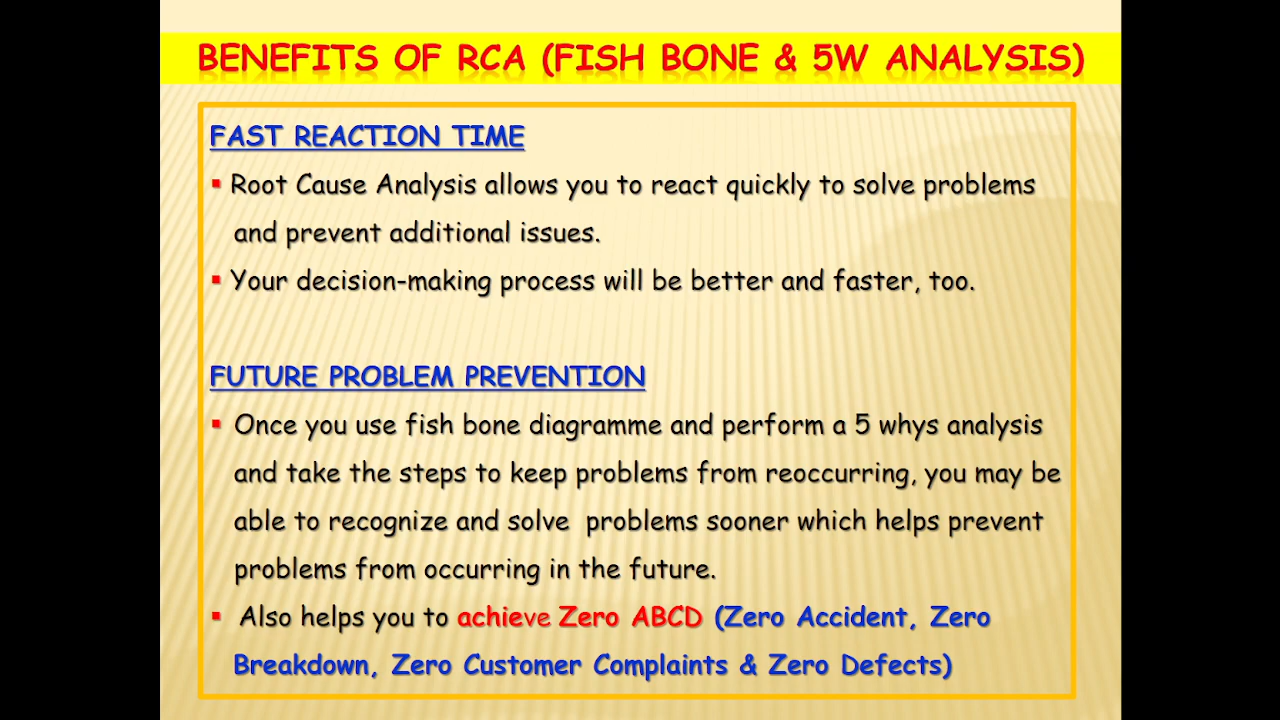 BENEFITS OF RCA (FISH BONE & 5W ANALYSIS)
FAST REACTION TIME
▪ Root Cause Analysis allows you to react quickly to solve problems
and prevent additional issues.
▪ Your decision-making process will be better and faster, too.
FUTURE PROBLEM PREVENTION
▪ Once you use fish bone diagramme and perform a 5 whys analysis
and take the steps to keep problems from reoccurring, you may be
able to recognize and solve problems sooner which helps prevent
problems from occurring in the future.
▪ Also helps you to achieve Zero ABCD (Zero Accident, Zero
Breakdown, Zero Customer Complaints & Zero Defects)